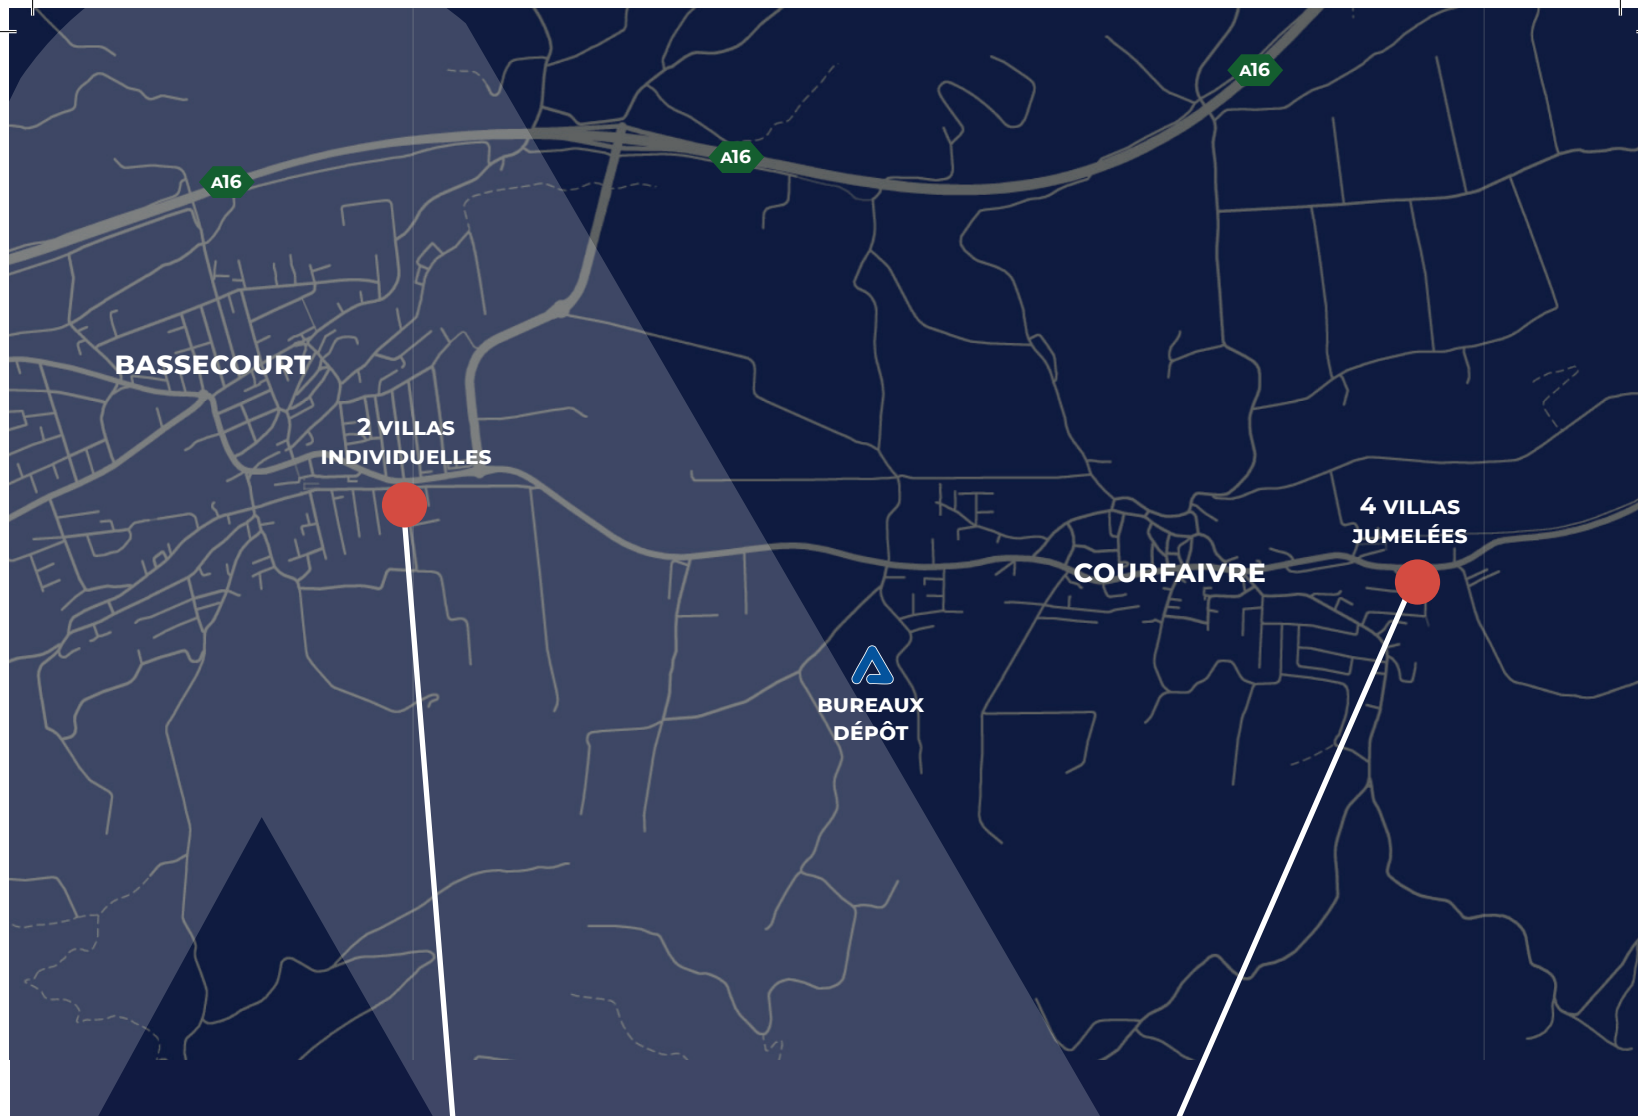 A16
A16
A16
BASSECOURT
2 VILLAS
INDIVIDUELLES
4 VILLAS
JUMELÉES
COURFAIVRE
BUREAUX
DÉPÔT